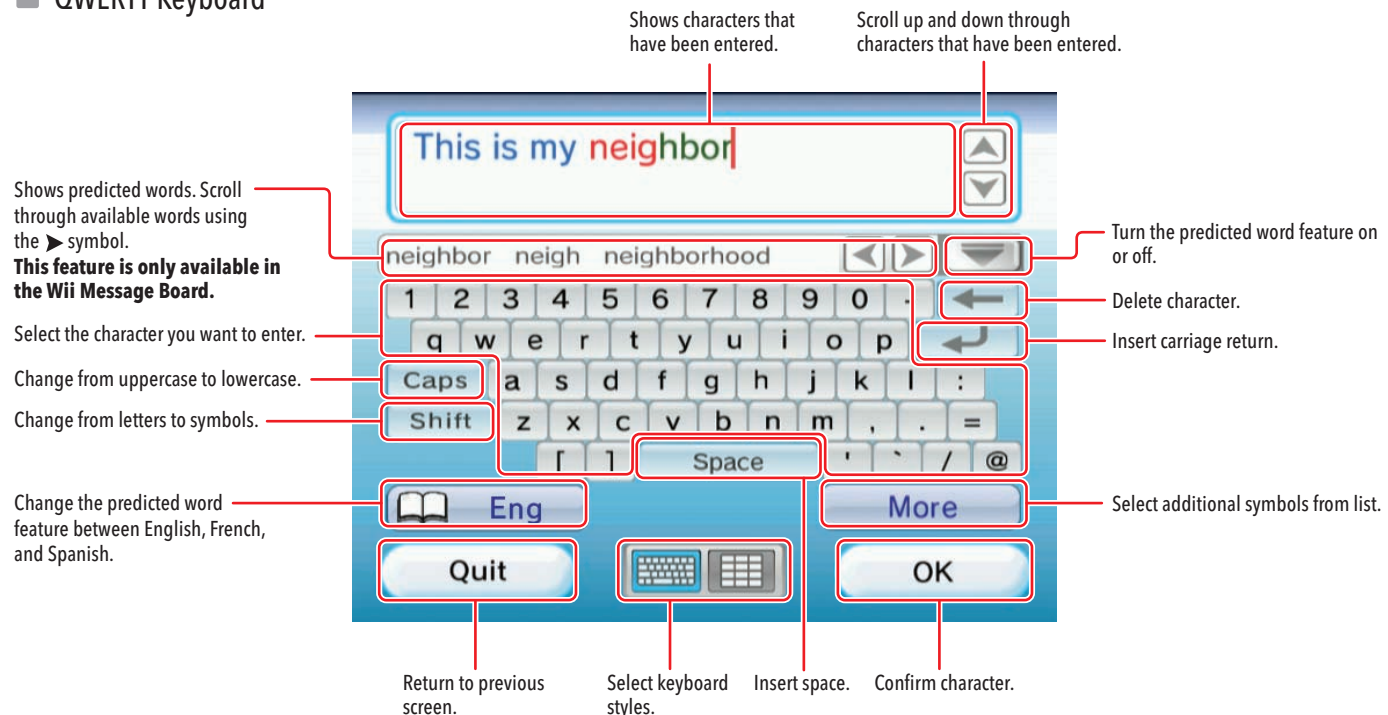 QWERTY Keyboard
Shows characters that
have been entered.
Scroll up and down through
characters that have been entered.
This is my neighbor
Shows predicted words. Scroll
through available words using
the ➤ symbol.
This feature is only available in
the Wii Message Board.
Turn the predicted word feature on
or off.
neighbor neigh neighborhood
Delete character.
1 2 3 4 5 6 7 8 9 0 -
Select the character you want to enter.
Insert carriage return.
q w e r t y u i o p
Change from uppercase to lowercase.
Caps a s d f g h j k l :
Change from letters to symbols.
Shift z x c v b n m , . =
[ ] Space ' ` / @
Change the predicted word
feature between English, French,
and Spanish.
Eng
More
Select additional symbols from list.
Quit
OK
Return to previous
screen.
Select keyboard
styles.
Insert space.
Confirm character.